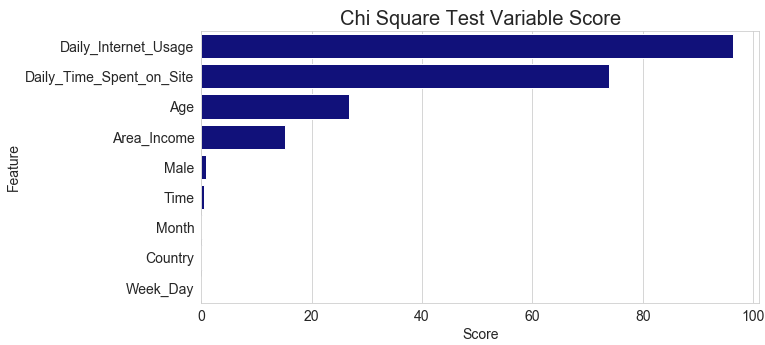 Chi Square Test Variable Score
Daily_Internet_Usage
Daily_Time_Spent_on_Site
Age
Area_Income
Male
Time
Month
Country
Week_Day
Feature
0 20 40 60 80 100
Score